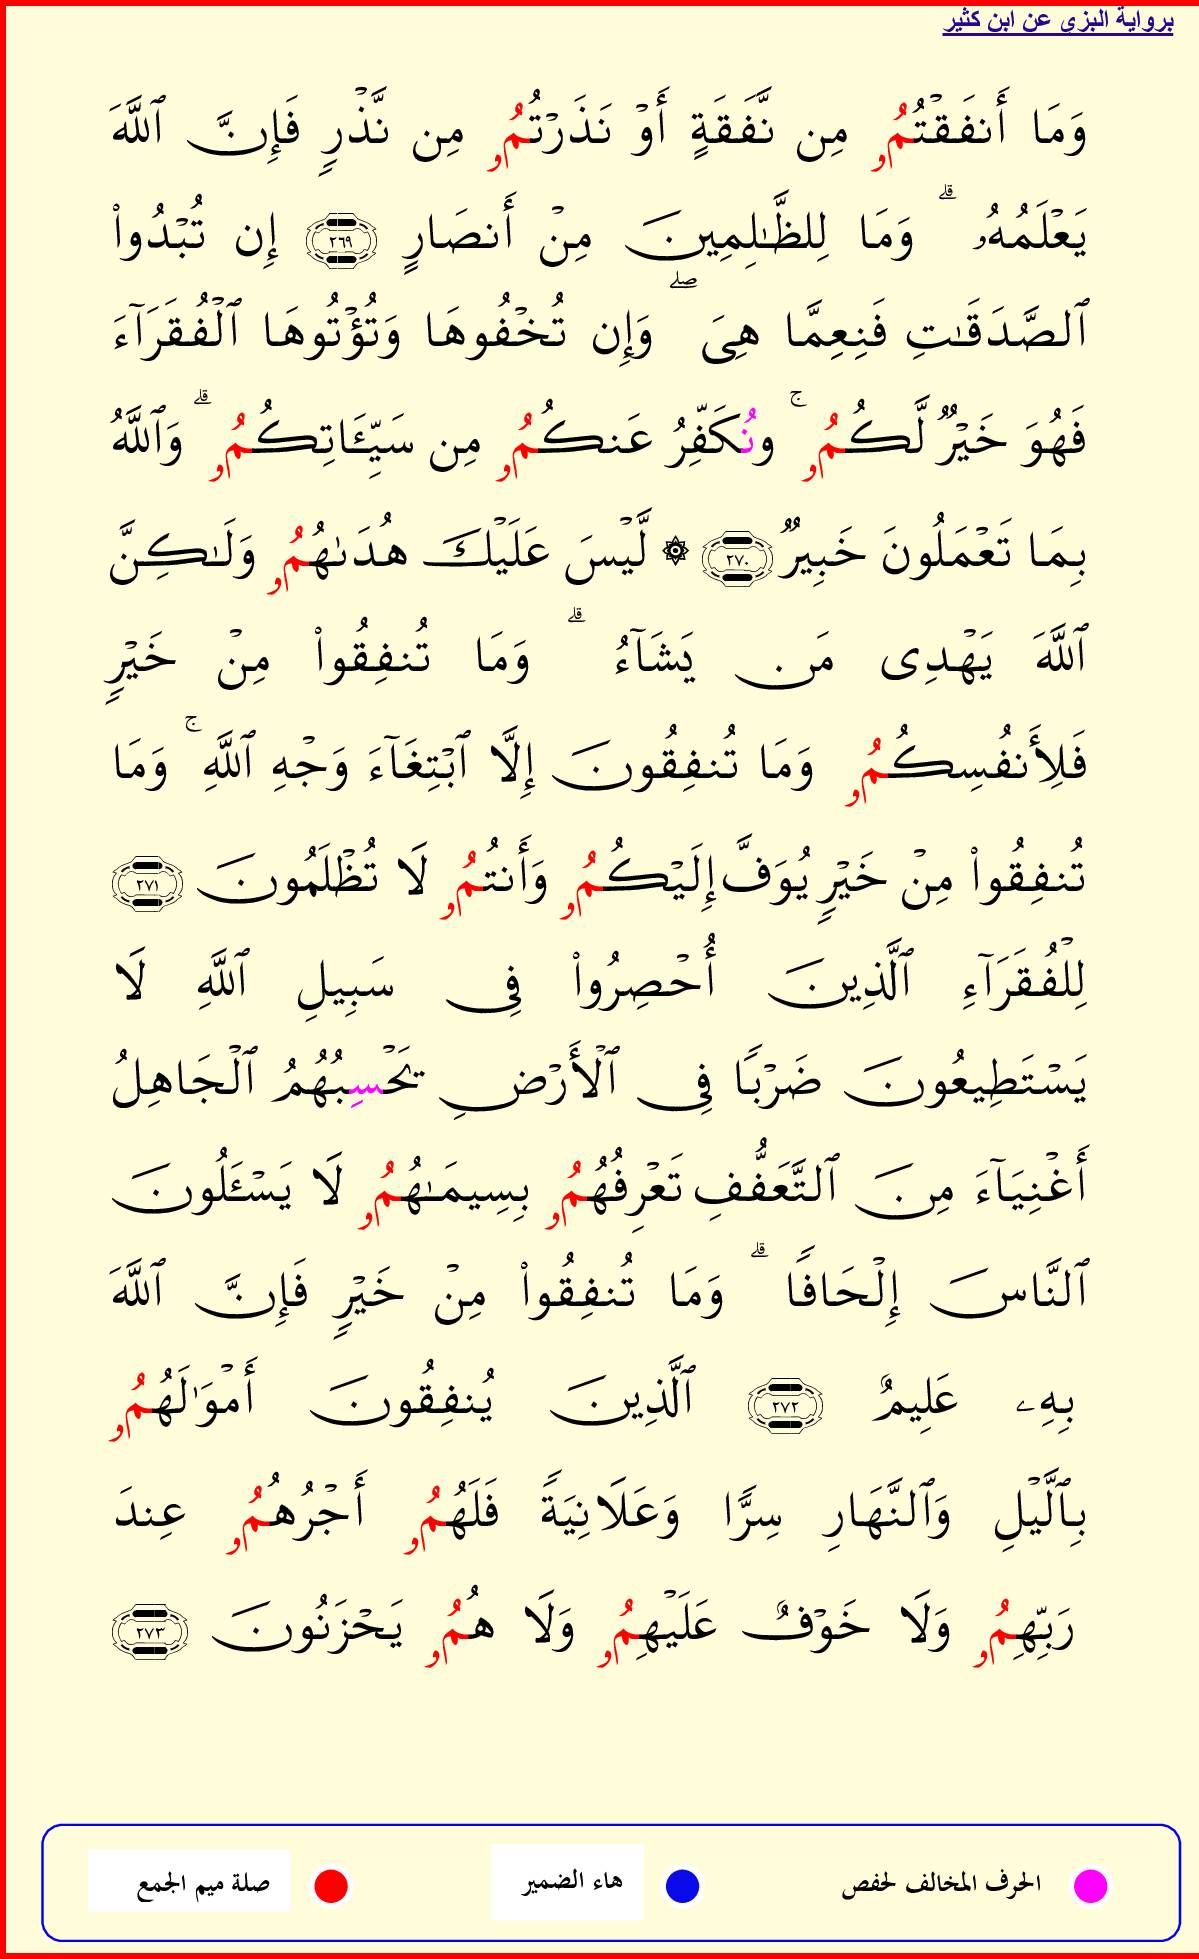 برواية البزى عن ابن كثير
وَمَا أَنفَقْتُمُو مِن نَّفَقَةٍ أَوْ نَذَرْتُمُو مِن نَّذْرٍ فَإِنَّ ٱللَّهَ
يَعْلَمُهُۥ ۗ وَمَا لِلظَّـٰلِمِينَ مِنْ أَنصَارٍ ٢٦٩ إِن تُبْدُوا۟
ٱلصَّدَقَـٰتِ فَنِعِمَّا هِىَ ۖ وَإِن تُخْفُوهَا وَتُؤْتُوهَا ٱلْفُقَرَآءَ
فَهُوَ خَيْرٌ لَّكُمُو ۚ ونُكَفِّرُ عَنكُمُو مِن سَيِّـَٔاتِكُمُو ۗ وَٱللَّهُ
بِمَا تَعْمَلُونَ خَبِيرٌ ٢٧٠ ۞ لَّيْسَ عَلَيْكَ هُدَىٰهُمُو وَلَـٰكِنَّ
ٱللَّهَ يَهْدِى مَن يَشَآءُ ۗ وَمَا تُنفِقُوا۟ مِنْ خَيْرٍ
فَلِأَنفُسِكُمُو وَمَا تُنفِقُونَ إِلَّا ٱبْتِغَآءَ وَجْهِ ٱللَّهِ ۚ وَمَا
تُنفِقُوا۟ مِنْ خَيْرٍ يُوَفَّ إِلَيْكُمُو وَأَنتُمُو لَا تُظْلَمُونَ ٢٧١
لِلْفُقَرَآءِ ٱلَّذِينَ أُحْصِرُوا۟ فِى سَبِيلِ ٱللَّهِ لَا
يَسْتَطِيعُونَ ضَرْبًا فِى ٱلْأَرْضِ يَحْسِبُهُمُ ٱلْجَاهِلُ
أَغْنِيَآءَ مِنَ ٱلتَّعَفُّفِ تَعْرِفُهُمُو بِسِيمَـٰهُمُو لَا يَسْـَٔلُونَ
ٱلنَّاسَ إِلْحَافًا ۗ وَمَا تُنفِقُوا۟ مِنْ خَيْرٍ فَإِنَّ ٱللَّهَ
بِهِۦ عَلِيمٌ ٢٧٢ ٱلَّذِينَ يُنفِقُونَ أَمْوَٰلَهُمُو
بِٱلَّيْلِ وَٱلنَّهَارِ سِرًّا وَعَلَانِيَةً فَلَهُمُو أَجْرُهُمُو عِندَ
رَبِّهِمُو وَلَا خَوْفٌ عَلَيْهِمُو وَلَا هُمُو يَحْزَنُونَ ٢٧٣
الحرف المخالف لحفص هاء الضمير صلة ميم الجمع